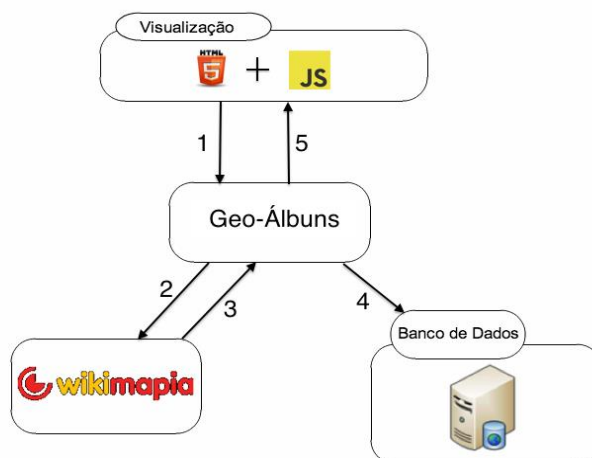 Visualização
HTML
5
+
JS
1
5
Geo-Álbuns
2
3
4
wikimapia
Banco de Dados